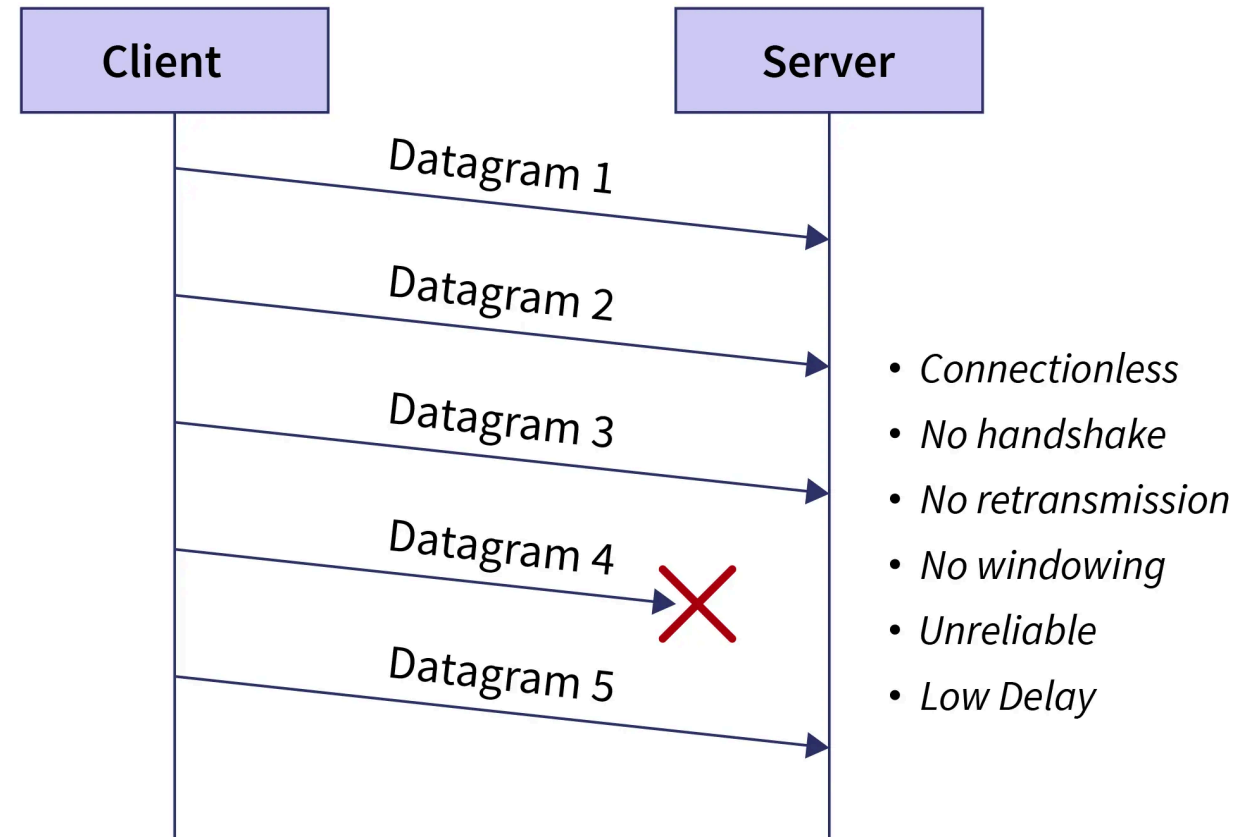 Client
Server
Datagram 1
Datagram 2
Datagram 3
Datagram 4
Datagram 5
• Connectionless
• No handshake
• No retransmission
• No windowing
• Unreliable
• Low Delay